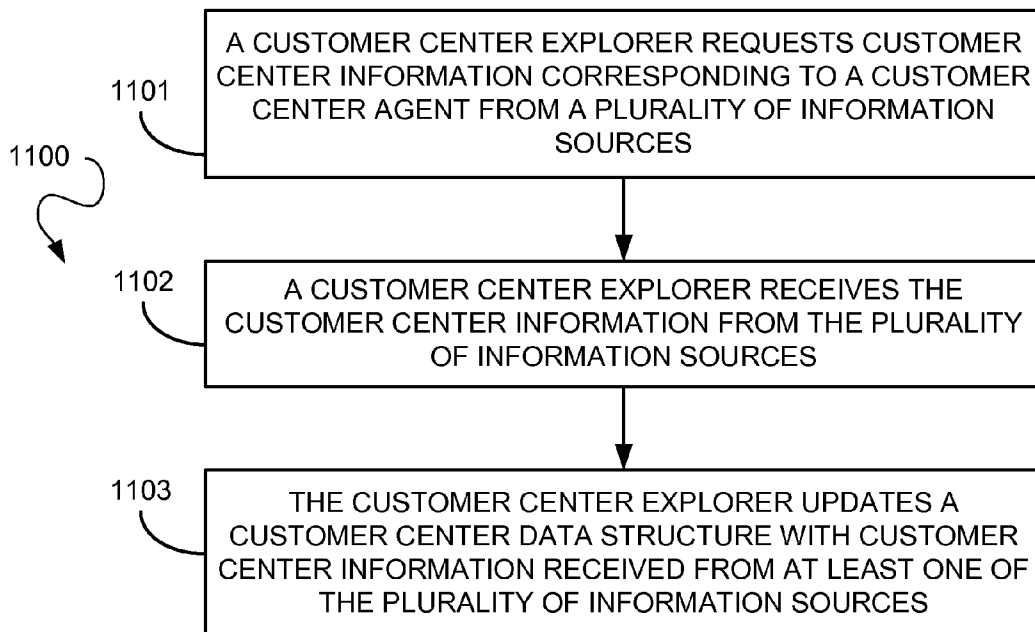 A CUSTOMER CENTER EXPLORER REQUESTS CUSTOMER
CENTER INFORMATION CORRESPONDING TO A CUSTOMER
CENTER AGENT FROM A PLURALITY OF INFORMATION
SOURCES
1101
1100
1102
A CUSTOMER CENTER EXPLORER RECEIVES THE
CUSTOMER CENTER INFORMATION FROM THE PLURALITY
OF INFORMATION SOURCES
1103
THE CUSTOMER CENTER EXPLORER UPDATES A
CUSTOMER CENTER DATA STRUCTURE WITH CUSTOMER
CENTER INFORMATION RECEIVED FROM AT LEAST ONE OF
THE PLURALITY OF INFORMATION SOURCES